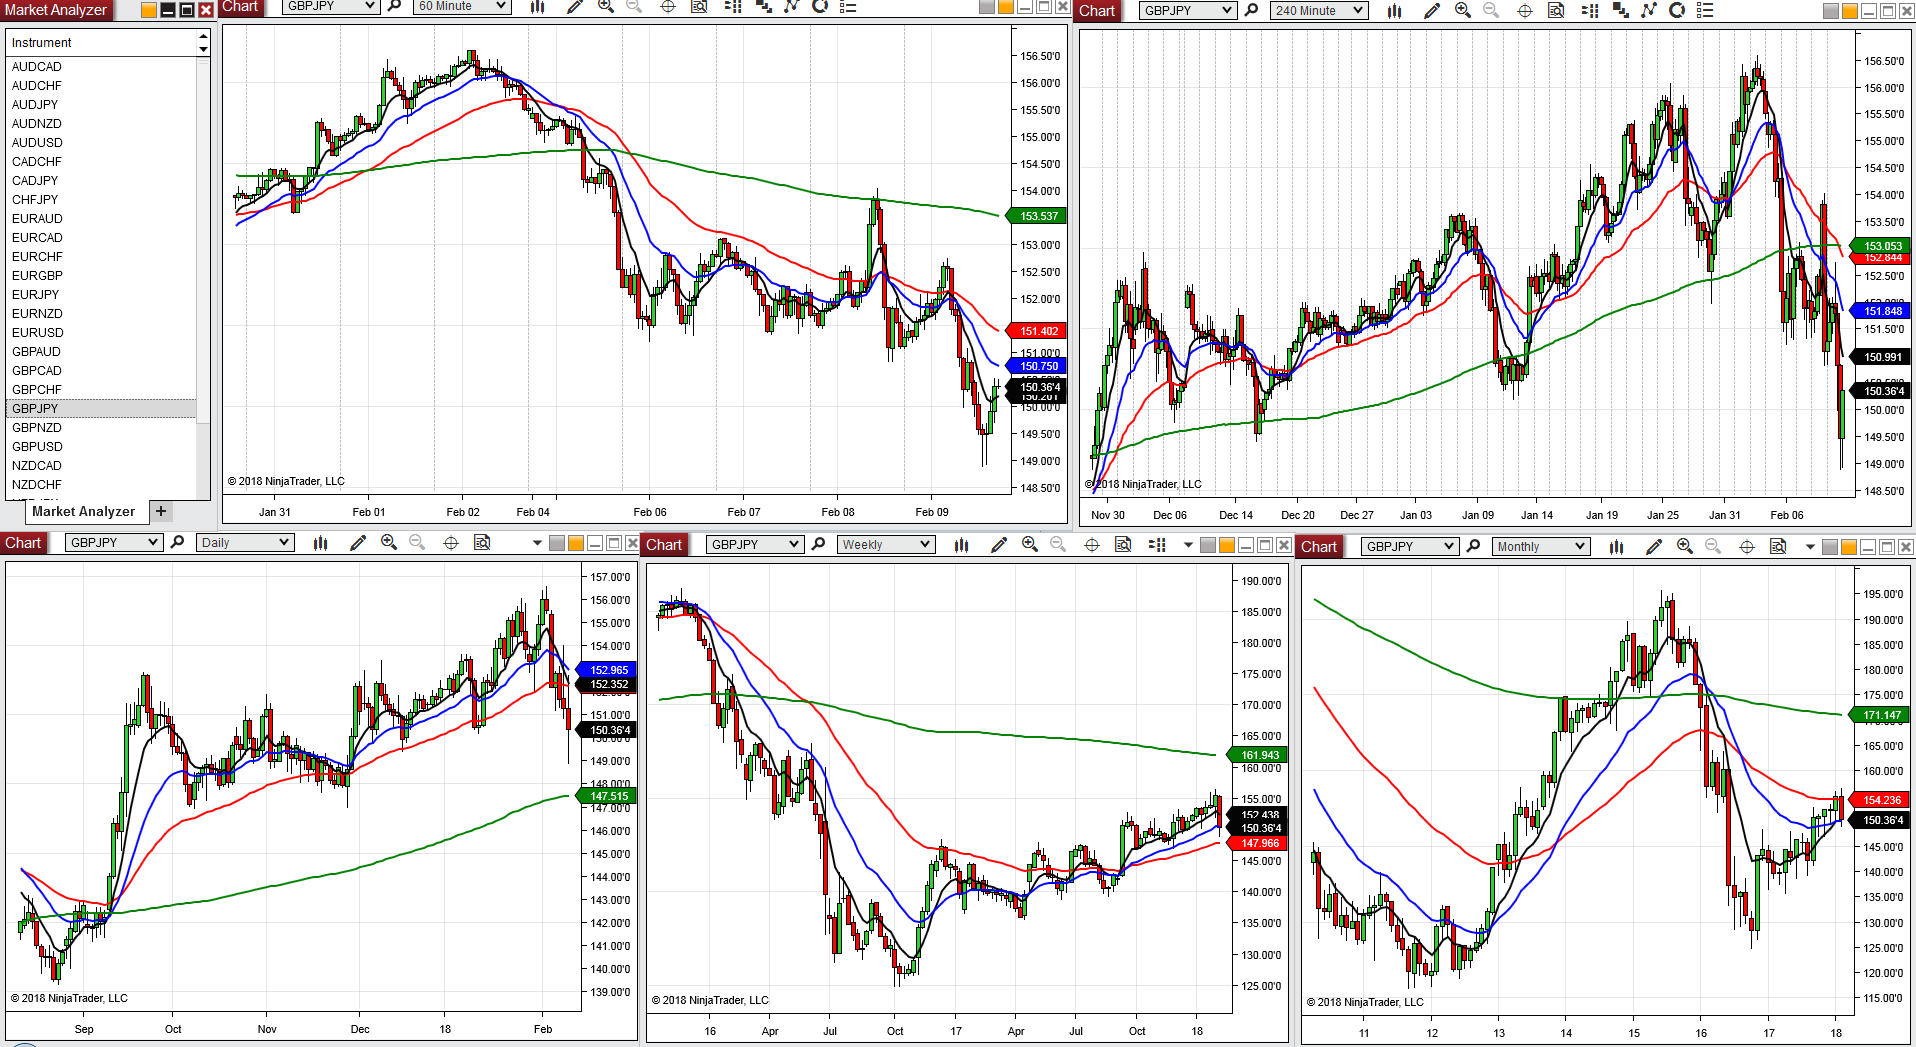 Market Analyzer
Instrument
AUDCAD
AUDCHF
AUDJPY
AUDNZD
AUDUSD
CADCHF
CADJPY
CHFJPY
EURAUD
EURCAD
EURCHF
EURGBP
EURJPY
EURNZD
EURUSD
GBPAUD
GBPCAD
GBPCHF
GBPJPY
GBPNZD
GBPUSD
NZDCAD
NZDCHF
Market Analyzer +
Chart GBPJPY 60 Minute
156.50'0
156.00'0
155.50'0
155.00'0
154.50'0
154.00'0
153.537
153.00'0
152.50'0
152.00'0
151.402
151.00'0
150.750
150.36'4
150.201
150.00'0
149.50'0
149.00'0
148.50'0
© 2018 NinjaTrader, LLC
Jan 31 Feb 01 Feb 02 Feb 04 Feb 06 Feb 07 Feb 08 Feb 09
Chart GBPJPY 240 Minute
156.50'0
156.00'0
155.50'0
155.00'0
154.50'0
154.00'0
153.50'0
153.053
152.844
152.50'0
151.848
151.50'0
150.991
150.36'4
150.00'0
149.50'0
149.00'0
148.50'0
© 2018 NinjaTrader, LLC
Nov 30 Dec 06 Dec 14 Dec 20 Dec 27 Jan 03 Jan 09 Jan 14 Jan 19 Jan 25 Jan 31 Feb 06
Chart GBPJPY Daily
157.00'0
156.00'0
155.00'0
154.00'0
152.965
152.352
151.00'0
150.36'4
149.00'0
148.00'0
147.515
147.00'0
146.00'0
145.00'0
144.00'0
143.00'0
142.00'0
141.00'0
140.00'0
139.00'0
© 2018 NinjaTrader, LLC
Sep Oct Nov Dec 18 Feb
Chart GBPJPY Weekly
190.00'0
185.00'0
180.00'0
175.00'0
170.00'0
165.00'0
161.943
160.00'0
155.00'0
152.438
150.36'4
147.966
145.00'0
140.00'0
135.00'0
130.00'0
125.00'0
© 2018 NinjaTrader, LLC
16 Apr Jul Oct 17 Apr Jul Oct 18
Chart GBPJPY Monthly
195.00'0
190.00'0
185.00'0
180.00'0
175.00'0
171.147
165.00'0
160.00'0
154.236
150.36'4
145.00'0
140.00'0
135.00'0
130.00'0
125.00'0
120.00'0
115.00'0
© 2018 NinjaTrader, LLC
11 12 13 14 15 16 17 18